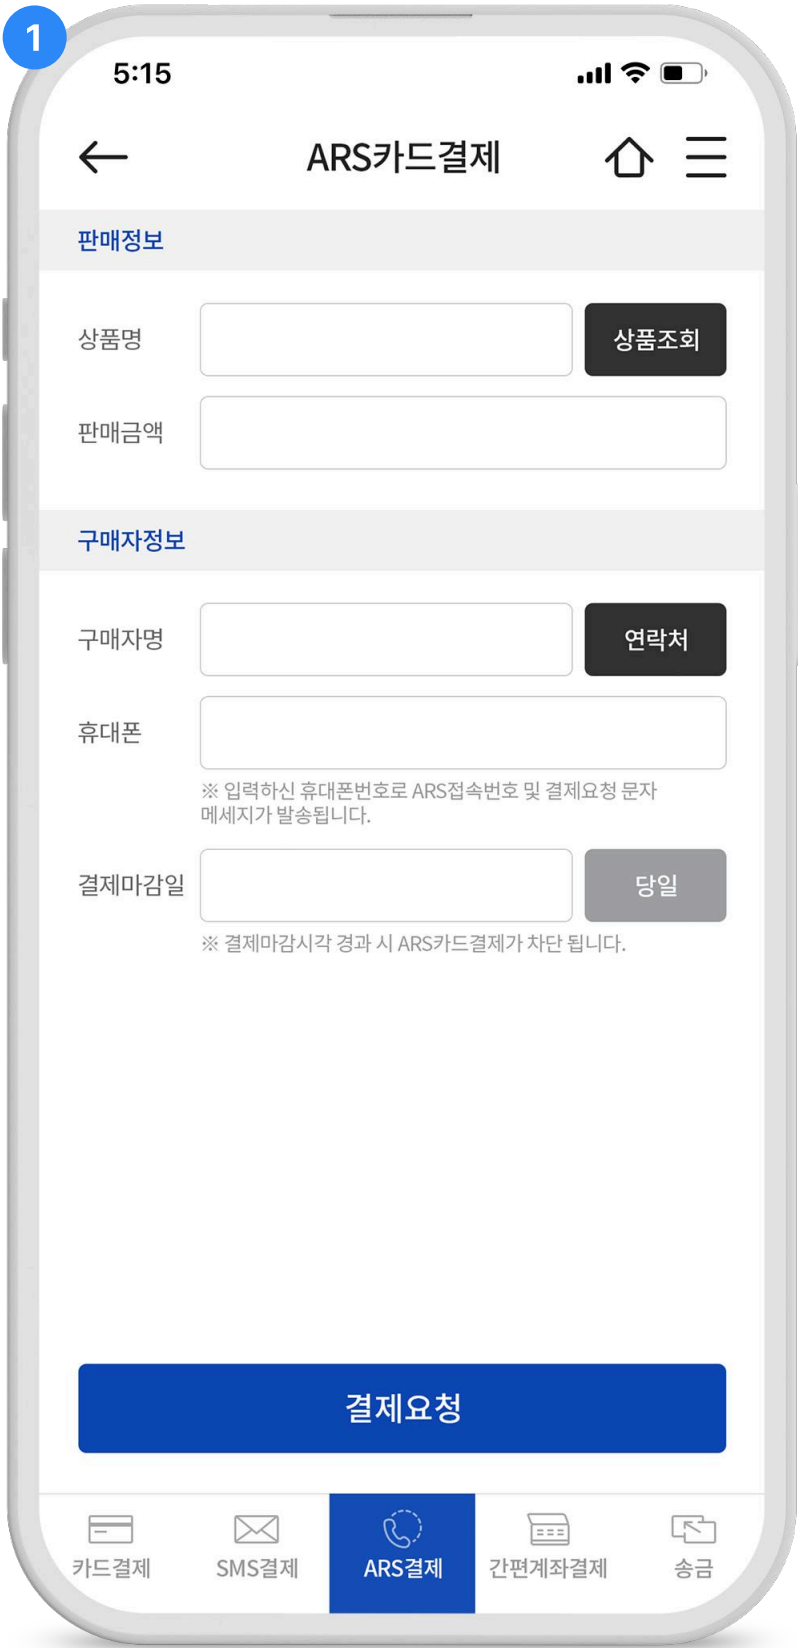 1
5:15
ARS카드결제
판매정보
상품명
상품조회
판매금액
구매자정보
구매자명
연락처
휴대폰
※ 입력하신 휴대폰번호로 ARS접속번호 및 결제요청 문자
메세지가 발송됩니다.
결제마감일
당일
※ 결제마감시각 경과 시 ARS카드결제가 차단 됩니다.
결제요청
카드결제 SMS결제 ARS결제 간편계좌결제 송금